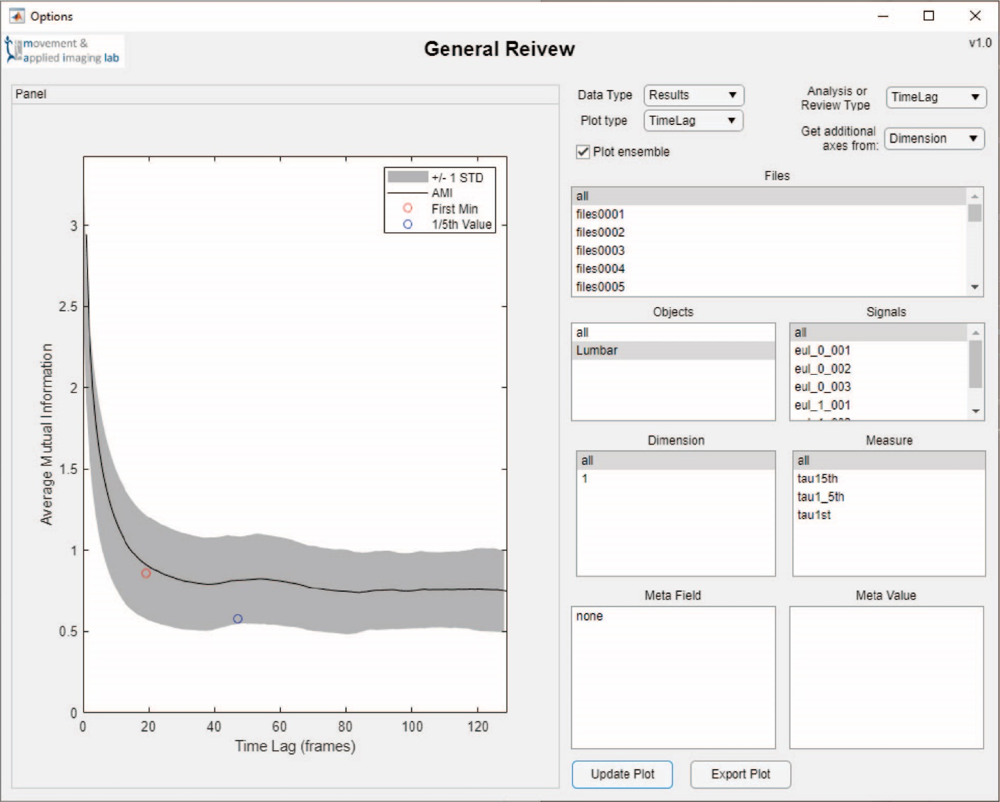 Options
movement &
applied imaging lab
General Reivew
v1.0
Panel
Data Type
Results
Analysis or
Review Type
TimeLag
Plot type
TimeLag
Get additional
axes from:
Dimension
Plot ensemble
Files
all
files0001
files0002
files0003
files0004
files0005
Objects
all
Lumbar
Signals
all
eul_0_001
eul_0_002
eul_0_003
eul_1_001
Dimension
all
1
Measure
all
tau15th
tau1_5th
tau1st
Meta Field
none
Meta Value
Update Plot
Export Plot
+/- 1 STD
AMI
First Min
1/5th Value
Average Mutual Information
3
2.5
2
1.5
1
0.5
0
0 20 40 60 80 100 120
Time Lag (frames)